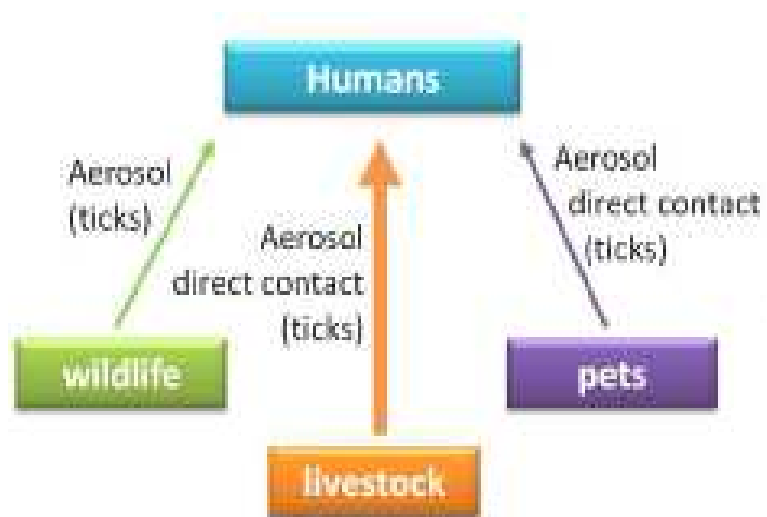 Humans
Aerosol
(ticks)
Aerosol
direct contact
(ticks)
Aerosol
direct contact
(ticks)
wildlife
pets
livestock